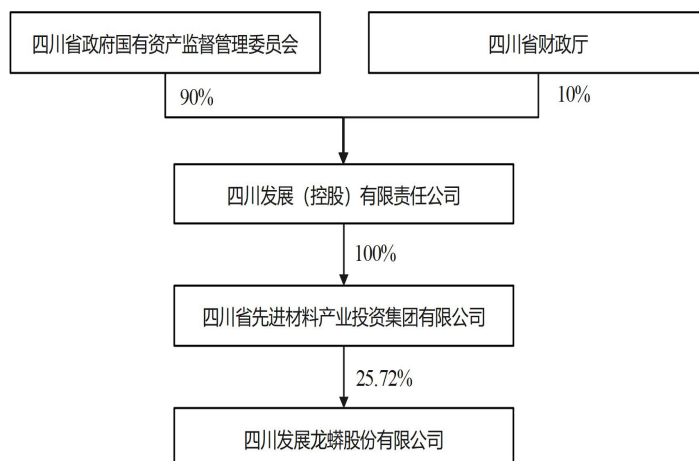 四川省政府国有资产监督管理委员会
四川省财政厅
90%
10%
四川发展（控股）有限责任公司
100%
四川省先进材料产业投资集团有限公司
25.72%
四川发展龙蟒股份有限公司